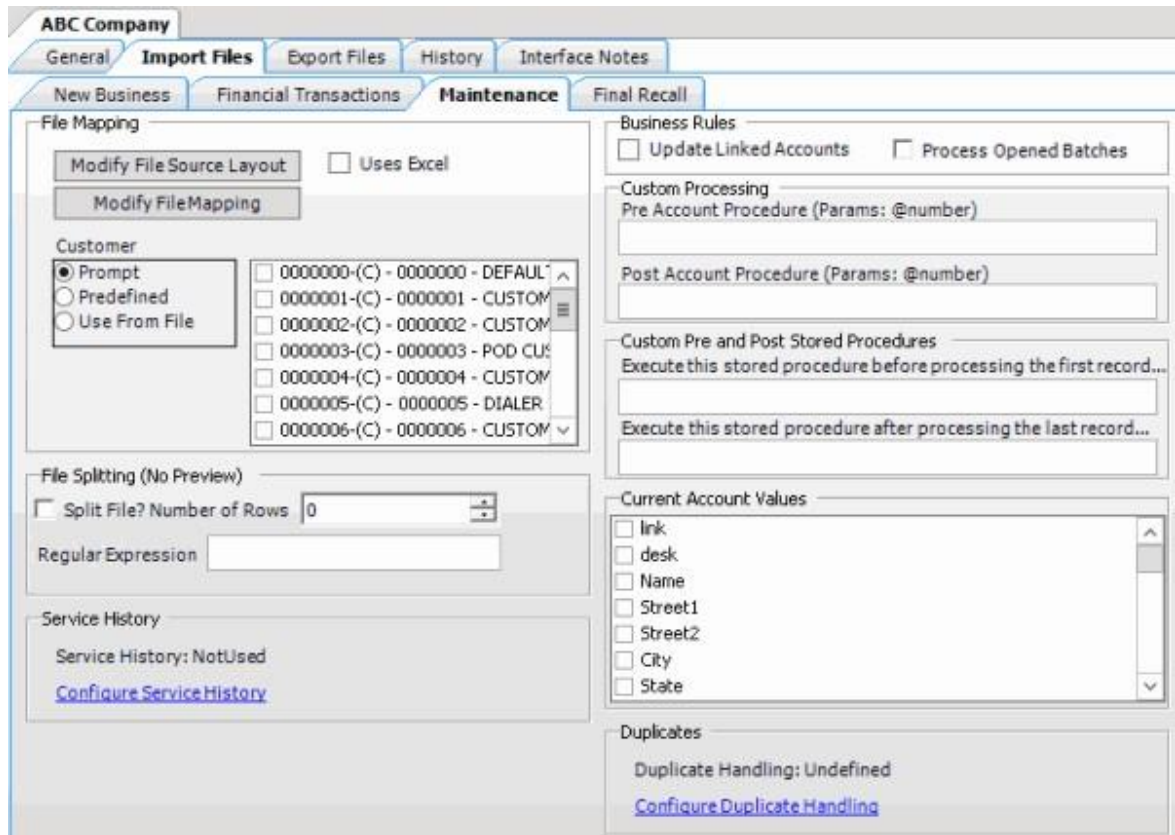 ABC Company
General Import Files Export Files History Interface Notes
New Business Financial Transactions Maintenance Final Recall
File Mapping
Modify File Source Layout Uses Excel
Modify FileMapping
Customer
Prompt
Predefined
Use From File
0000000-(C) - 0000000 - DEFAULT
0000001-(C) - 0000001 - CUSTOM
0000002-(C) - 0000002 - CUSTOM
0000003-(C) - 0000003 - POD CUS
0000004-(C) - 0000004 - CUSTOM
0000005-(C) - 0000005 - DIALER
0000006-(C) - 0000006 - CUSTOM
File Splitting (No Preview)
Split File? Number of Rows 0
Regular Expression
Service History
Service History: NotUsed
Configure Service History
Business Rules
Update Linked Accounts Process Opened Batches
Custom Processing
Pre Account Procedure (Params: @number)
Post Account Procedure (Params: @number)
Custom Pre and Post Stored Procedures
Execute this stored procedure before processing the first record...
Execute this stored procedure after processing the last record...
Current Account Values
link
desk
Name
Street1
Street2
City
State
Duplicates
Duplicate Handling: Undefined
Configure Duplicate Handling